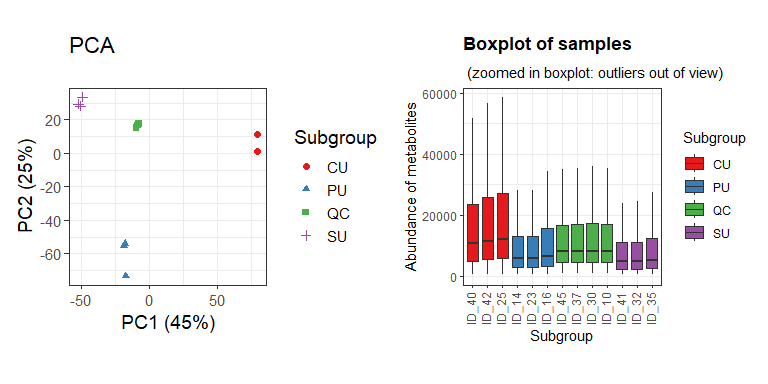 PCA
PC2 (25%)
20
0
-20
-40
-60
-50
0
50
PC1 (45%)
Subgroup
CU
PU
QC
SU
Boxplot of samples
(zoomed in boxplot: outliers out of view)
Abundance of metabolites
60000
40000
20000
0
ID_40
ID_42
ID_25
ID_14
ID_23
ID_16
ID_45
ID_37
ID_30
ID_10
ID_41
ID_32
ID_35
Subgroup
Subgroup
CU
PU
QC
SU